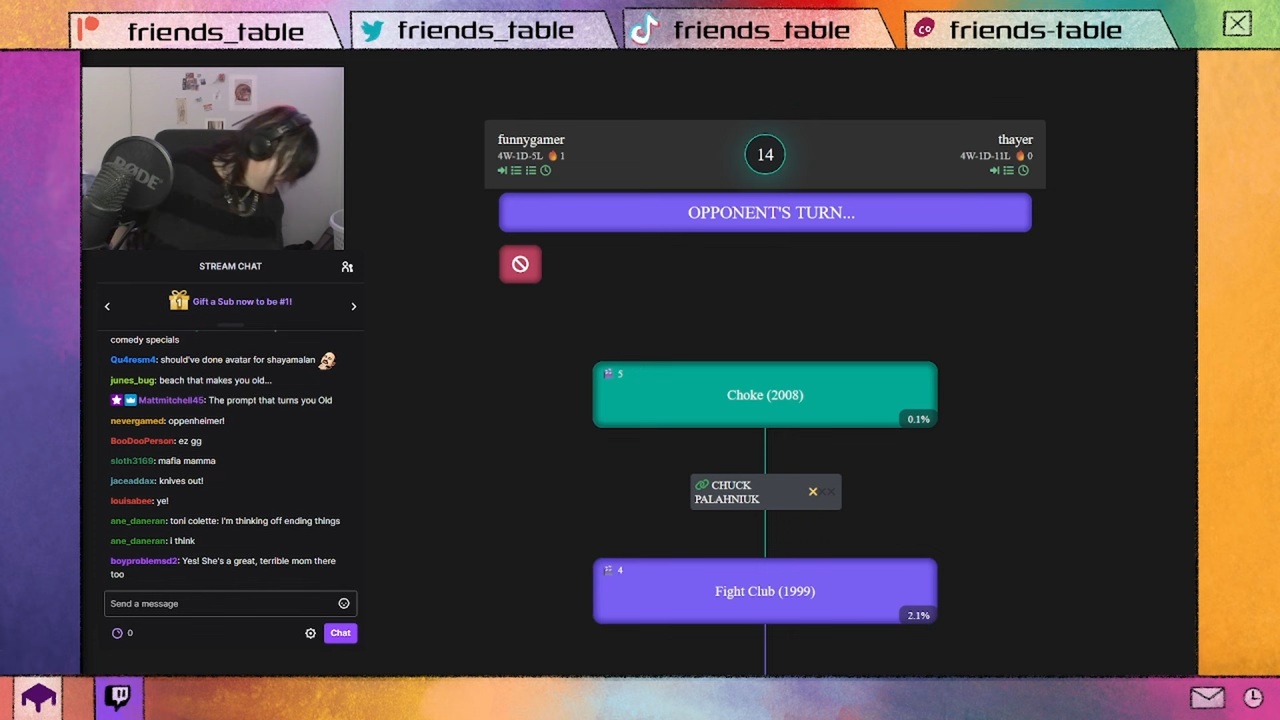 friends_table
friends_table
friends_table
friends-table
RØDE
funnygamer
4W-1D-5L 1
14
thayer
4W-1D-11L 0
OPPONENT'S TURN...
STREAM CHAT
1
Gift a Sub now to be #1!
comedy specials
Qu4resm4: should've done avatar for shayamalan
junes_bug: beach that makes you old...
Mattmitchell45: The prompt that turns you Old
nevergamed: oppenheimer!
BooDooPerson: ez gg
sloth3169: mafia mamma
jaceaddax: knives out!
louisabee: ye!
ane_daneran: toni colette: i'm thinking off ending things
ane_daneran: i think
boyproblemsd2: Yes! She's a great, terrible mom there
too
Send a message
0
Chat
5
Choke (2008)
0.1%
CHUCK
PALAHNIUK
4
Fight Club (1999)
2.1%